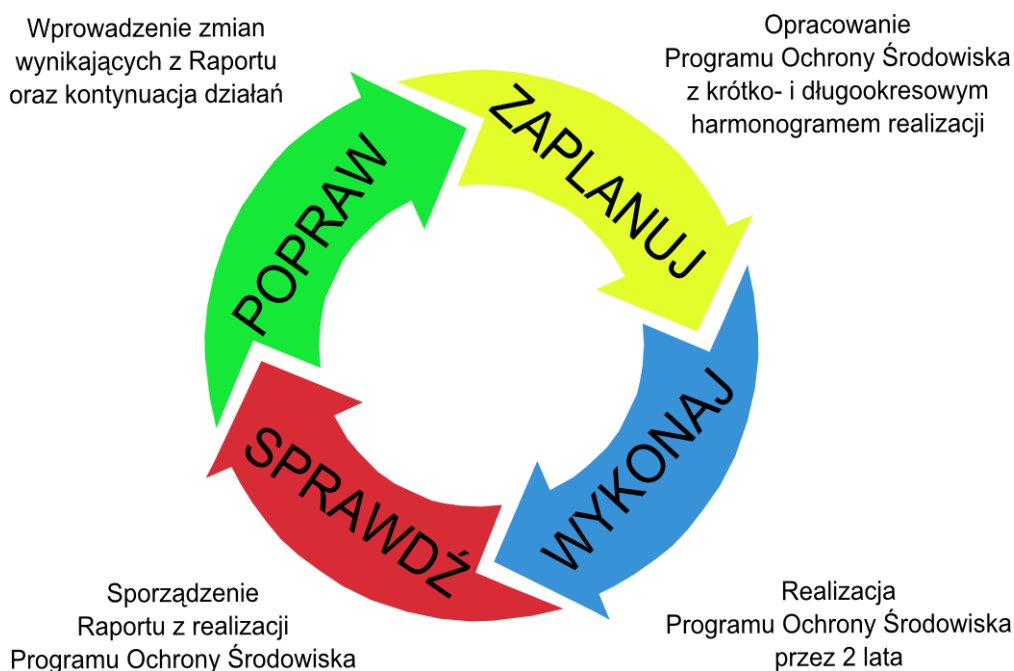 Wprowadzenie zmian
wynikających z Raportu
oraz kontynuacja działań
Opracowanie
Programu Ochrony Środowiska
z krótko- i długookresowym
harmonogramem realizacji
ZAPLANUJ
POPRAW
WYKONAJ
SPRAWDŹ
Sporządzenie
Raportu z realizacji
Programu Ochrony Środowiska
Realizacja
Programu Ochrony Środowiska
przez 2 lata